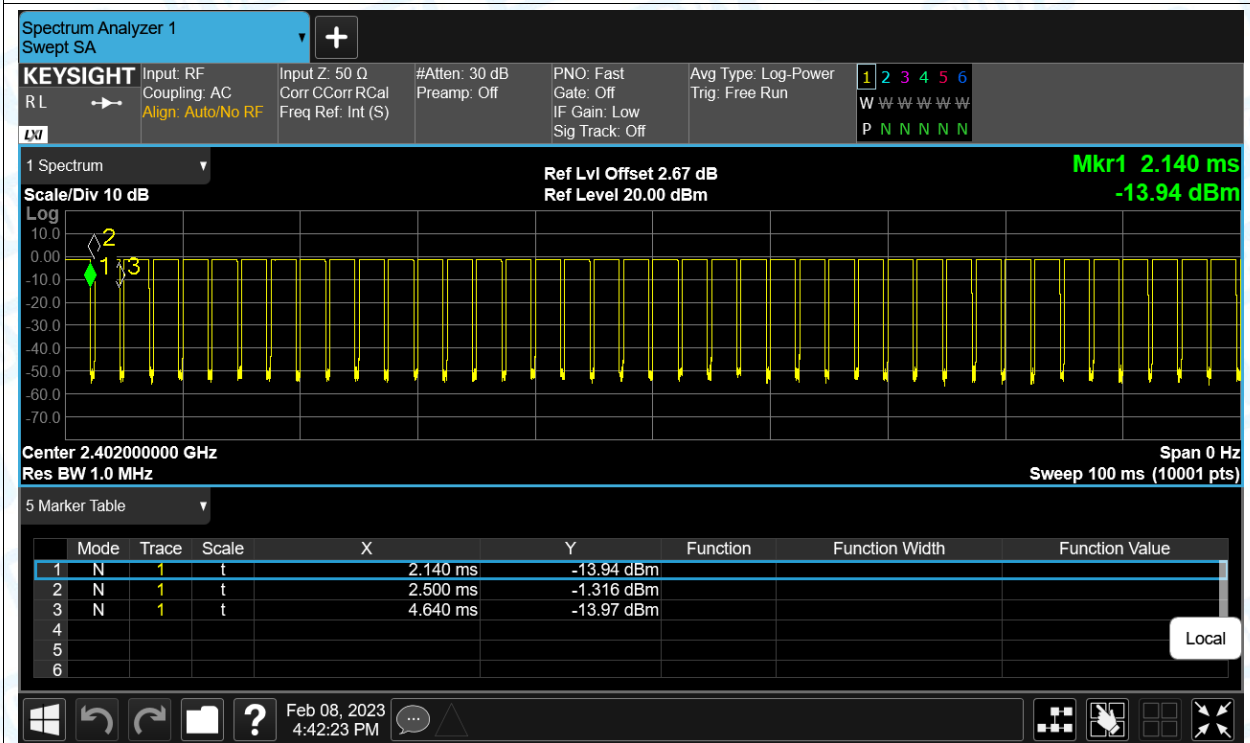 Spectrum Analyzer 1
Swept SA
+
KEYSIGHT
R L
LXI
Input: RF
Coupling: AC
Align: Auto/No RF
Input Z: 50 Ω
Corr CCorr RCal
Freq Ref: Int (S)
#Atten: 30 dB
Preamp: Off
PNO: Fast
Gate: Off
IF Gain: Low
Sig Track: Off
Avg Type: Log-Power
Trig: Free Run
1 2 3 4 5 6
W W W W W W
P N N N N N
1 Spectrum
Scale/Div 10 dB
Ref Lvl Offset 2.67 dB
Ref Level 20.00 dBm
Mkr1 2.140 ms
-13.94 dBm
Log
10.0
0.00
-10.0
-20.0
-30.0
-40.0
-50.0
-60.0
-70.0
2
1
3
Center 2.402000000 GHz
Res BW 1.0 MHz
Span 0 Hz
Sweep 100 ms (10001 pts)
5 Marker Table
Mode Trace Scale X Y Function Function Width Function Value
1 N 1 t 2.140 ms -13.94 dBm
2 N 1 t 2.500 ms -1.316 dBm
3 N 1 t 4.640 ms -13.97 dBm
4
5
6
Local
?
Feb 08, 2023
4:42:23 PM